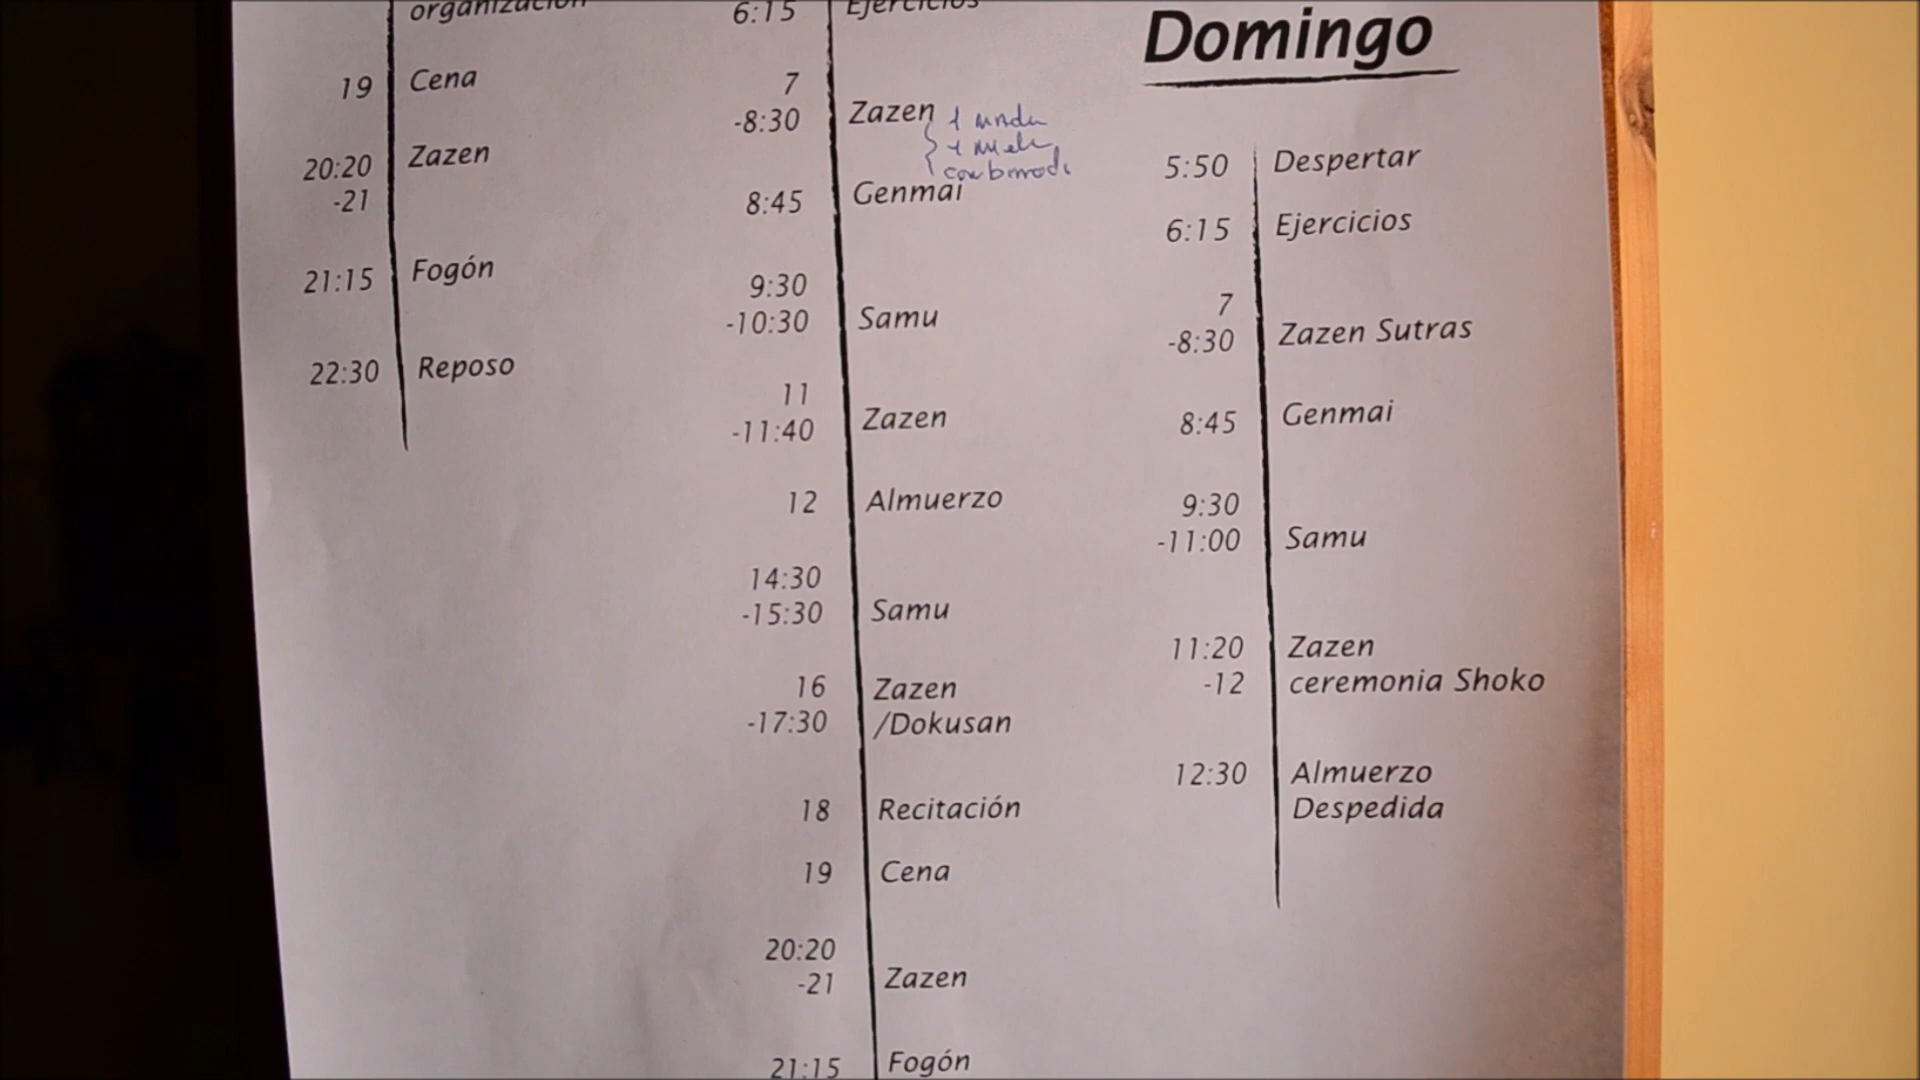 organización
19 Cena
20:20 Zazen
-21
21:15 Fogón
22:30 Reposo
6:15 Ejercicios
7
-8:30 Zazen
8:45 Genmai
9:30
-10:30 Samu
11
-11:40 Zazen
12 Almuerzo
14:30
-15:30 Samu
16 Zazen
-17:30 /Dokusan
18 Recitación
19 Cena
20:20
-21 Zazen
21:15 Fogón
Domingo
5:50 Despertar
6:15 Ejercicios
7
-8:30 Zazen Sutras
8:45 Genmai
9:30
-11:00 Samu
11:20 Zazen
-12 ceremonia Shoko
12:30 Almuerzo
Despedida